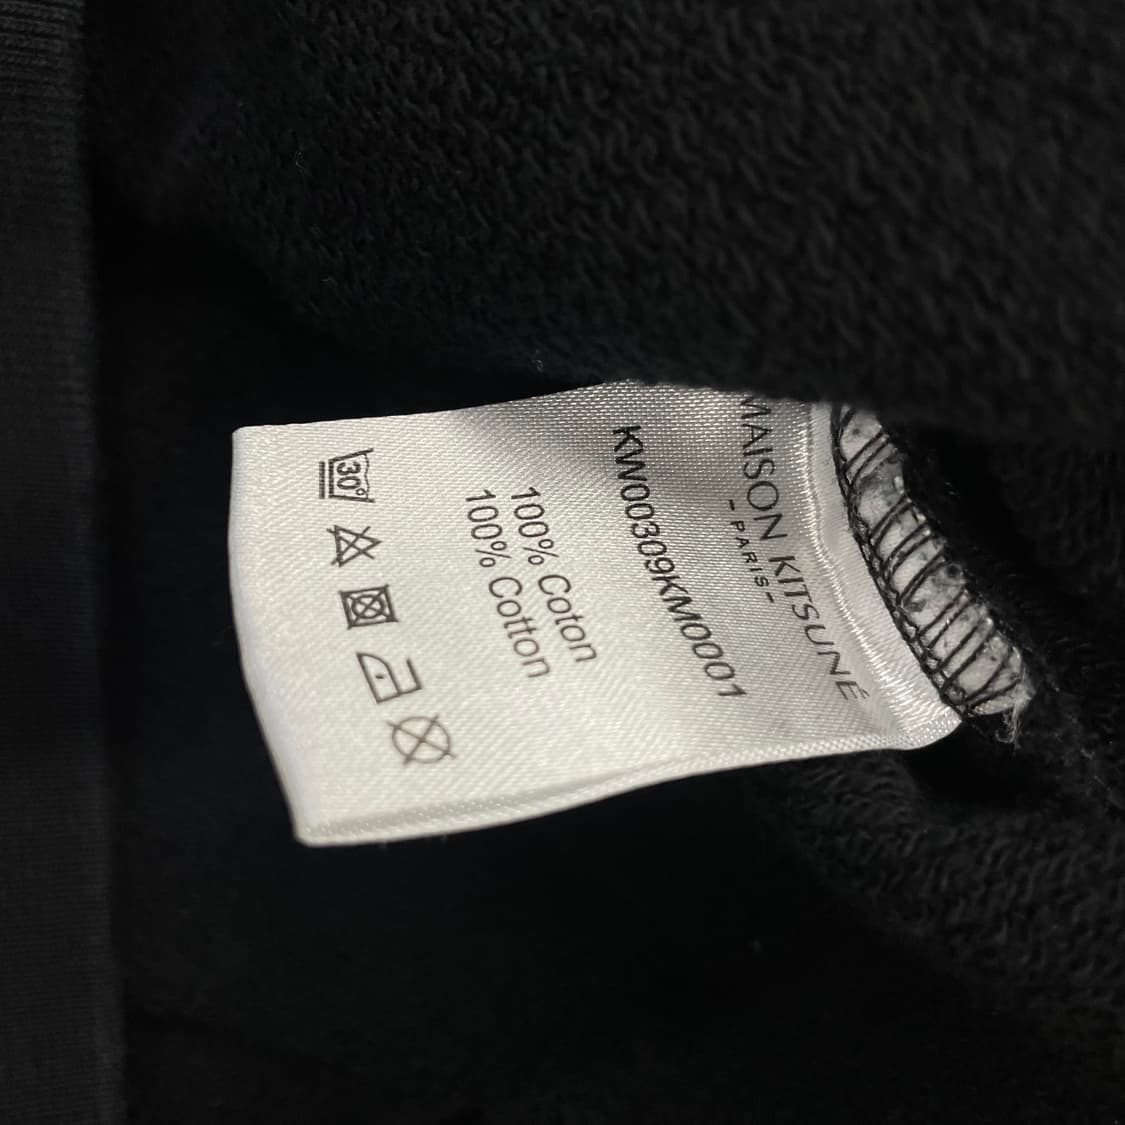 MAISON KITSUNÉ
- PARIS -
KW00309KM0001
100% Coton
100% Cotton
30°